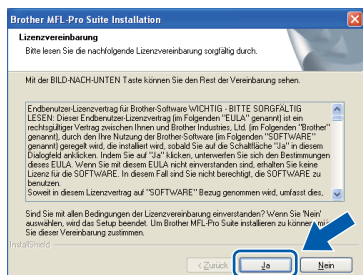 Brother MFL-Pro Suite Installation
Lizenzvereinbarung
Bitte lesen Sie die nachfolgende Lizenzvereinbarung sorgfältig durch.
Mit der BILD-NACH-UNTEN Taste können Sie den Rest der Vereinbarung sehen.
Endbenutzer-Lizenzvertrag für Brother-Software WICHTIG - BITTE SORGFÄLTIG
LESEN: Dieser Endbenutzer-Lizenzvertrag (im Folgenden "EULA" genannt) ist ein
rechtsgültiger Vertrag zwischen Ihnen und Brother Industries, Ltd. (im Folgenden "Brother"
genannt), durch den Ihre Nutzung der Brother-Software (im Folgenden "SOFTWARE"
genannt) geregelt wird, die installiert wird, sobald Sie auf die Schaltfläche "Ja" in diesem
Dialogfeld anklicken. Indem Sie auf "Ja" klicken, unterwerfen Sie sich den Bestimmungen
dieses EULA. Wenn Sie mit diesem EULA nicht einverstanden sind, erhalten Sie keine
Lizenz für die SOFTWARE. In diesem Fall sind Sie nicht berechtigt, die SOFTWARE zu
benutzen.
Soweit in diesem Lizenzvertrag auf "SOFTWARE" Bezug genommen wird, umfasst dies,
Sind Sie mit allen Bedingungen der Lizenzvereinbarung einverstanden? Wenn Sie 'Nein'
auswählen, wird das Setup beendet. Um Brother MFL-Pro Suite installieren zu können,
Sie dieser Vereinbarung zustimmen.
InstallShield
< Zurück
Ja
Nein